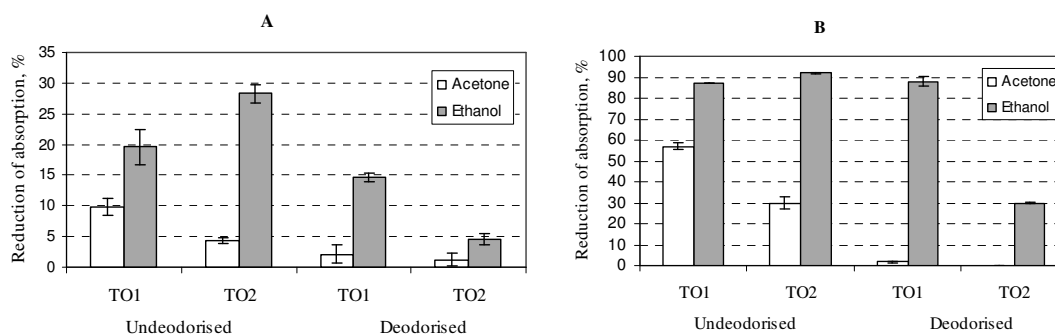 A
Reduction of absorption, %
35
30
25
20
15
10
5
0
Acetone
Ethanol
TO1 TO2 TO1 TO2
Undeodorised Deodorised
B
Reduction of absorption, %
100
90
80
70
60
50
40
30
20
10
0
Acetone
Ethanol
TO1 TO2 TO1 TO2
Undeodorised Deodorised